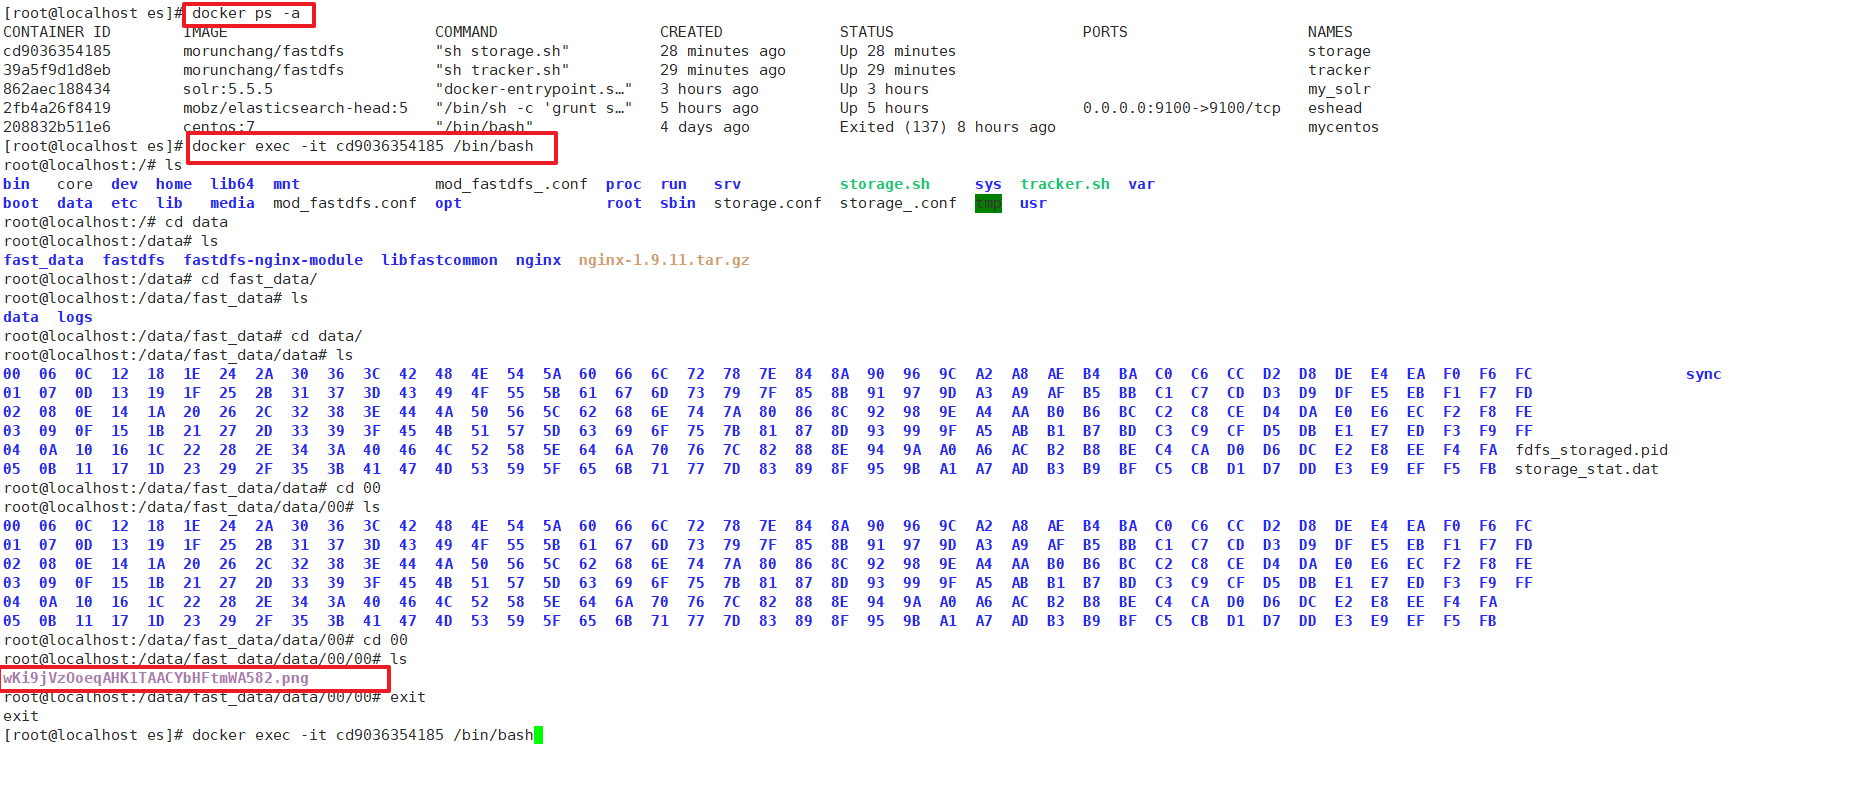 [root@localhost es]# docker ps -a
CONTAINER ID        IMAGE                       COMMAND                  CREATED             STATUS                      PORTS                    NAMES
cd9036354185        morunchang/fastdfs          "sh storage.sh"          28 minutes ago      Up 28 minutes                                        storage
39a5f9d1d8eb        morunchang/fastdfs          "sh tracker.sh"          29 minutes ago      Up 29 minutes                                        tracker
862aec188434        solr:5.5.5                  "docker-entrypoint.s…"   3 hours ago         Up 3 hours                                           my_solr
2fb4a26f8419        mobz/elasticsearch-head:5   "/bin/sh -c 'grunt s…"   5 hours ago         Up 5 hours                  0.0.0.0:9100->9100/tcp   eshead
208832b511e6        centos:7                    "/bin/bash"              4 days ago          Exited (137) 8 hours ago                             mycentos
[root@localhost es]# docker exec -it cd9036354185 /bin/bash
root@localhost:/# ls
bin   core  dev  home  lib64  mnt               mod_fastdfs_.conf  proc  run   srv           storage.sh     sys  tracker.sh  var
boot  data  etc  lib   media  mod_fastdfs.conf  opt                root  sbin  storage.conf  storage_.conf  tmp  usr
root@localhost:/# cd data
root@localhost:/data# ls
fast_data  fastdfs  fastdfs-nginx-module  libfastcommon  nginx  nginx-1.9.11.tar.gz
root@localhost:/data# cd fast_data/
root@localhost:/data/fast_data# ls
data  logs
root@localhost:/data/fast_data# cd data/
root@localhost:/data/fast_data/data# ls
00  06  0C  12  18  1E  24  2A  30  36  3C  42  48  4E  54  5A  60  66  6C  72  78  7E  84  8A  90  96  9C  A2  A8  AE  B4  BA  C0  C6  CC  D2  D8  DE  E4  EA  F0  F6  FC                 sync
01  07  0D  13  19  1F  25  2B  31  37  3D  43  49  4F  55  5B  61  67  6D  73  79  7F  85  8B  91  97  9D  A3  A9  AF  B5  BB  C1  C7  CD  D3  D9  DF  E5  EB  F1  F7  FD
02  08  0E  14  1A  20  26  2C  32  38  3E  44  4A  50  56  5C  62  68  6E  74  7A  80  86  8C  92  98  9E  A4  AA  B0  B6  BC  C2  C8  CE  D4  DA  E0  E6  EC  F2  F8  FE
03  09  0F  15  1B  21  27  2D  33  39  3F  45  4B  51  57  5D  63  69  6F  75  7B  81  87  8D  93  99  9F  A5  AB  B1  B7  BD  C3  C9  CF  D5  DB  E1  E7  ED  F3  F9  FF
04  0A  10  16  1C  22  28  2E  34  3A  40  46  4C  52  58  5E  64  6A  70  76  7C  82  88  8E  94  9A  A0  A6  AC  B2  B8  BE  C4  CA  D0  D6  DC  E2  E8  EE  F4  FA  fdfs_storaged.pid
05  0B  11  17  1D  23  29  2F  35  3B  41  47  4D  53  59  5F  65  6B  71  77  7D  83  89  8F  95  9B  A1  A7  AD  B3  B9  BF  C5  CB  D1  D7  DD  E3  E9  EF  F5  FB  storage_stat.dat
root@localhost:/data/fast_data/data# cd 00
root@localhost:/data/fast_data/data/00# ls
00  06  0C  12  18  1E  24  2A  30  36  3C  42  48  4E  54  5A  60  66  6C  72  78  7E  84  8A  90  96  9C  A2  A8  AE  B4  BA  C0  C6  CC  D2  D8  DE  E4  EA  F0  F6  FC
01  07  0D  13  19  1F  25  2B  31  37  3D  43  49  4F  55  5B  61  67  6D  73  79  7F  85  8B  91  97  9D  A3  A9  AF  B5  BB  C1  C7  CD  D3  D9  DF  E5  EB  F1  F7  FD
02  08  0E  14  1A  20  26  2C  32  38  3E  44  4A  50  56  5C  62  68  6E  74  7A  80  86  8C  92  98  9E  A4  AA  B0  B6  BC  C2  C8  CE  D4  DA  E0  E6  EC  F2  F8  FE
03  09  0F  15  1B  21  27  2D  33  39  3F  45  4B  51  57  5D  63  69  6F  75  7B  81  87  8D  93  99  9F  A5  AB  B1  B7  BD  C3  C9  CF  D5  DB  E1  E7  ED  F3  F9  FF
04  0A  10  16  1C  22  28  2E  34  3A  40  46  4C  52  58  5E  64  6A  70  76  7C  82  88  8E  94  9A  A0  A6  AC  B2  B8  BE  C4  CA  D0  D6  DC  E2  E8  EE  F4  FA
05  0B  11  17  1D  23  29  2F  35  3B  41  47  4D  53  59  5F  65  6B  71  77  7D  83  89  8F  95  9B  A1  A7  AD  B3  B9  BF  C5  CB  D1  D7  DD  E3  E9  EF  F5  FB
root@localhost:/data/fast_data/data/00# cd 00
root@localhost:/data/fast_data/data/00/00# ls
wKi9jVzOoeqAHK1TAACYbHFtmWA582.png
root@localhost:/data/fast_data/data/00/00# exit
exit
[root@localhost es]# docker exec -it cd9036354185 /bin/bash